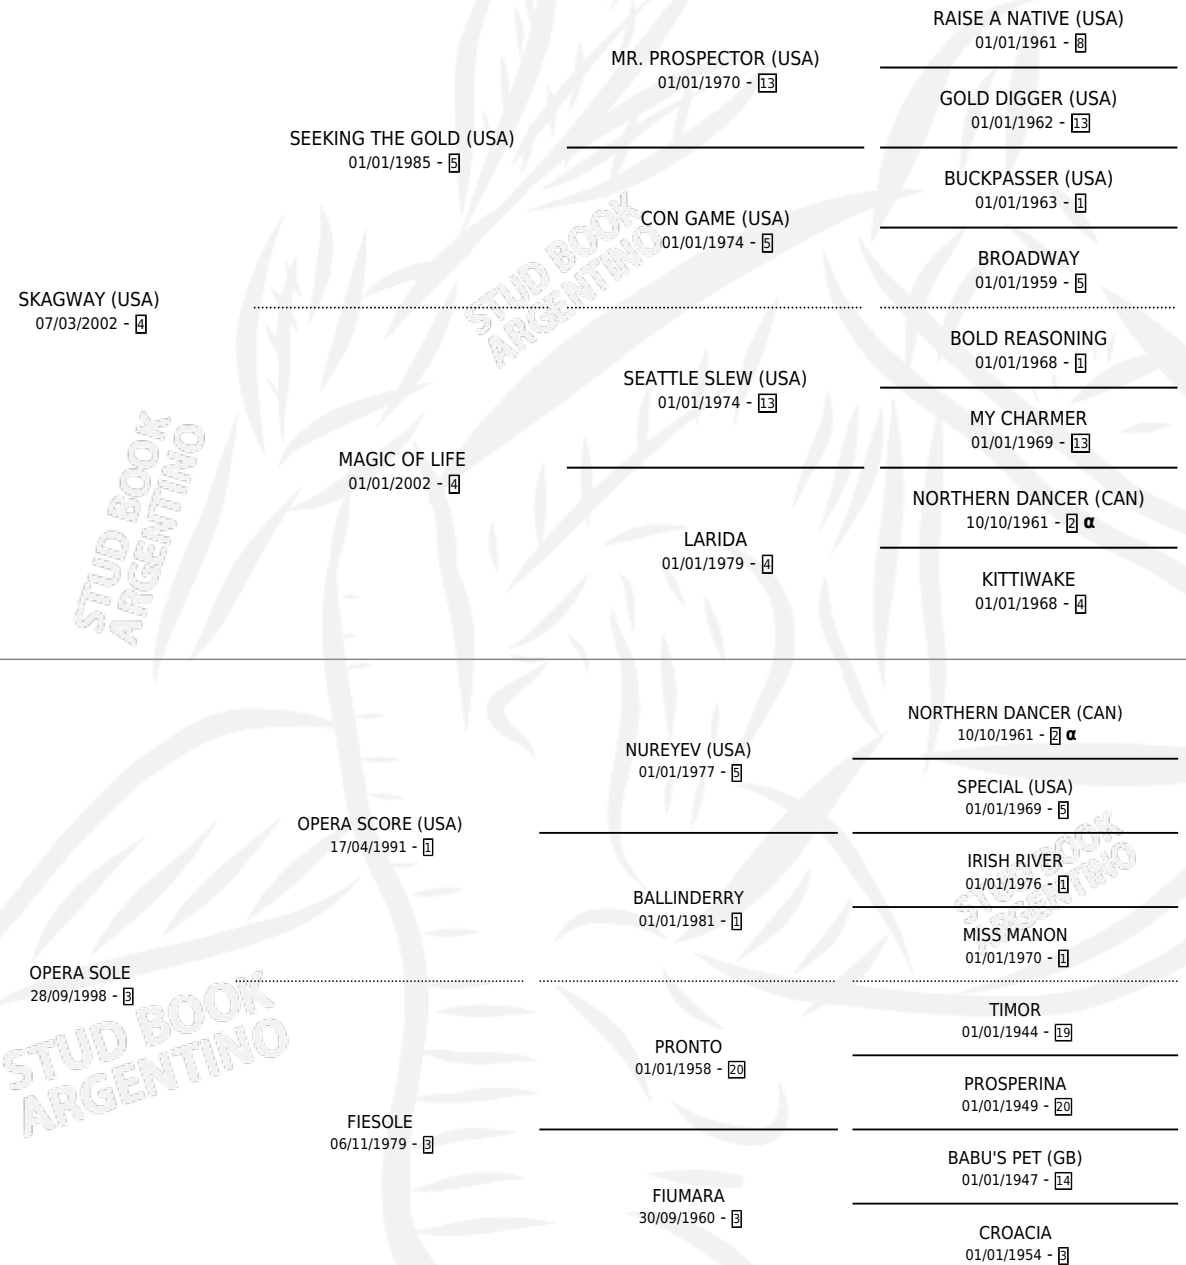 RAISE A NATIVE (USA)
01/01/1961 - 8
MR. PROSPECTOR (USA)
01/01/1970 - 13
GOLD DIGGER (USA)
01/01/1962 - 13
SEEKING THE GOLD (USA)
01/01/1985 - 5
BUCKPASSER (USA)
01/01/1963 - 1
CON GAME (USA)
01/01/1974 - 5
BROADWAY
01/01/1959 - 5
SKAGWAY (USA)
07/03/2002 - 4
BOLD REASONING
01/01/1968 - 1
SEATTLE SLEW (USA)
01/01/1974 - 13
MY CHARMER
01/01/1969 - 13
MAGIC OF LIFE
01/01/2002 - 4
NORTHERN DANCER (CAN)
10/10/1961 - 2 α
LARIDA
01/01/1979 - 4
KITTIWAKE
01/01/1968 - 4
NORTHERN DANCER (CAN)
10/10/1961 - 2 α
NUREYEV (USA)
01/01/1977 - 5
SPECIAL (USA)
01/01/1969 - 5
OPERA SCORE (USA)
17/04/1991 - 1
IRISH RIVER
01/01/1976 - 1
BALLINDERRY
01/01/1981 - 1
MISS MANON
01/01/1970 - 1
OPERA SOLE
28/09/1998 - 3
TIMOR
01/01/1944 - 19
PRONTO
01/01/1958 - 20
PROSPERINA
01/01/1949 - 20
FIESOLE
06/11/1979 - 3
BABU'S PET (GB)
01/01/1947 - 14
FIUMARA
30/09/1960 - 3
CROACIA
01/01/1954 - 3
STUD BOOK
ARGENTINO
STUD BOOK
ARGENTINO
STUD BOOK
ARGENTINO
STUD BOOK
ARGENTINO